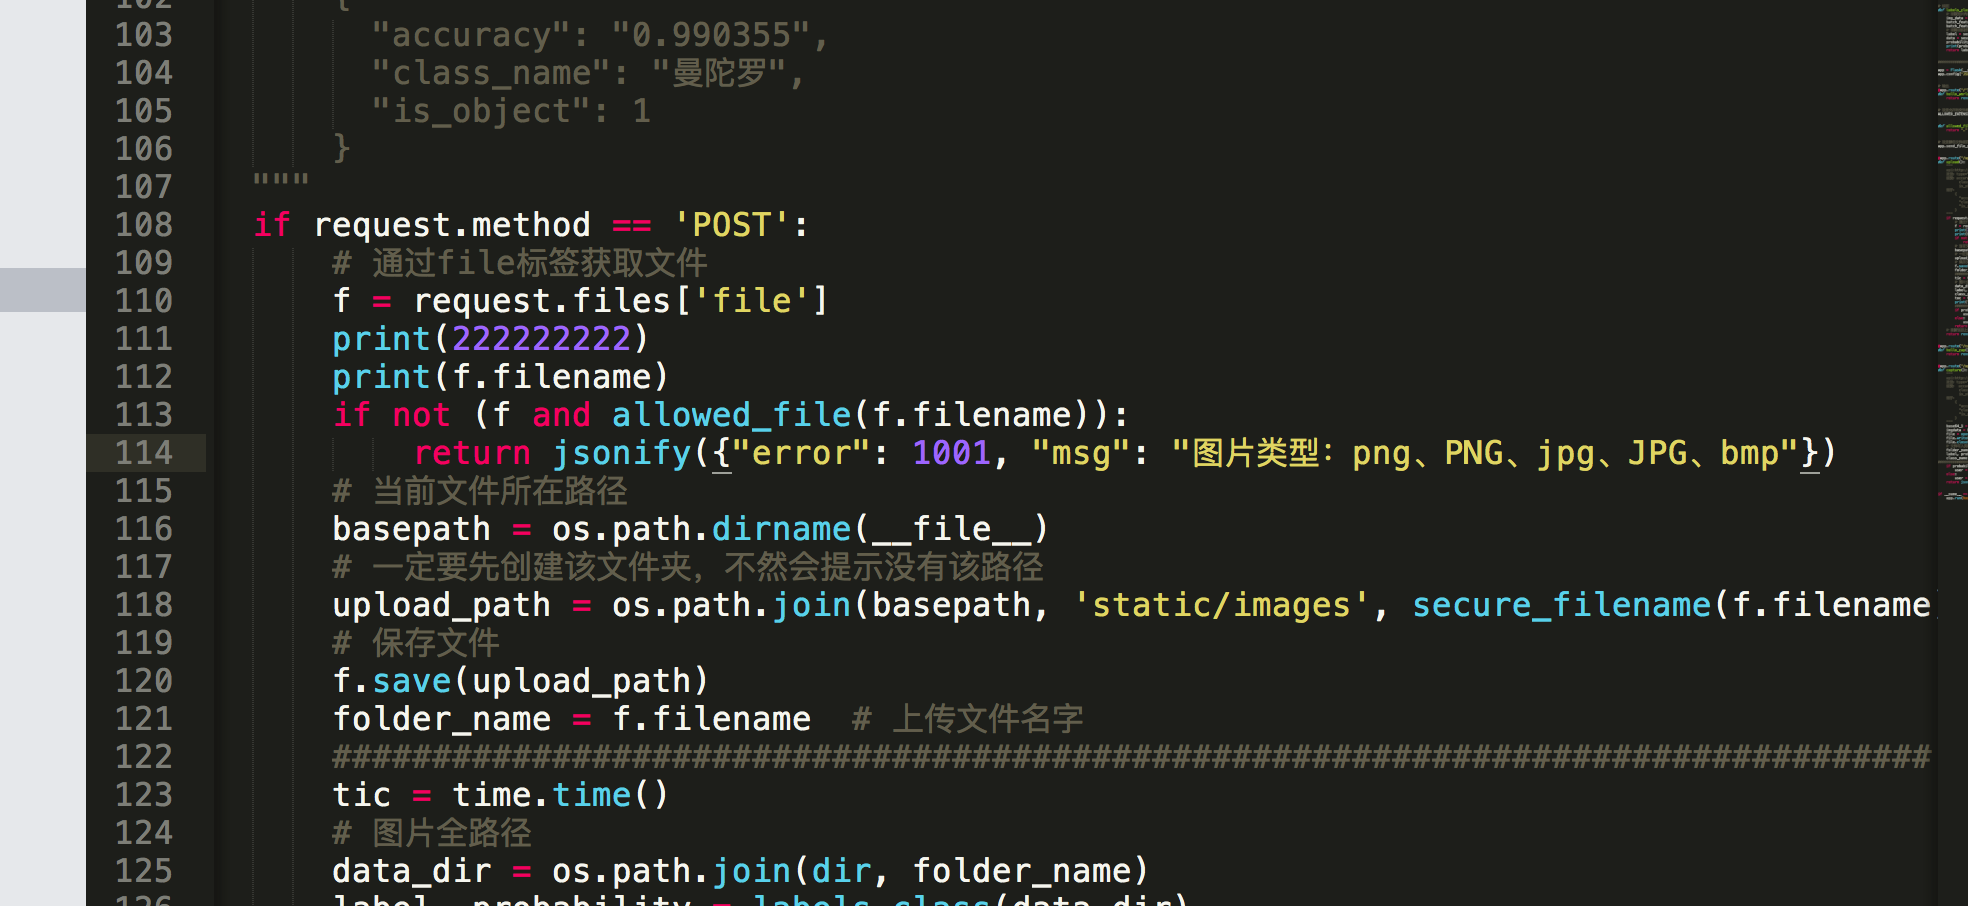 102 {
103 "accuracy": "0.990355",
104 "class_name": "曼陀罗",
105 "is_object": 1
106 }
107 """
108 if request.method == 'POST':
109 # 通过file标签获取文件
110 f = request.files['file']
111 print(222222222)
112 print(f.filename)
113 if not (f and allowed_file(f.filename)):
114 return jsonify({"error": 1001, "msg": "图片类型：png、PNG、jpg、JPG、bmp"})
115 # 当前文件所在路径
116 basepath = os.path.dirname(__file__)
117 # 一定要先创建该文件夹，不然会提示没有该路径
118 upload_path = os.path.join(basepath, 'static/images', secure_filename(f.filename)
119 # 保存文件
120 f.save(upload_path)
121 folder_name = f.filename  # 上传文件名字
122 ################################################################################
123 tic = time.time()
124 # 图片全路径
125 data_dir = os.path.join(dir, folder_name)
126 label, probability = labels_class(data_dir)